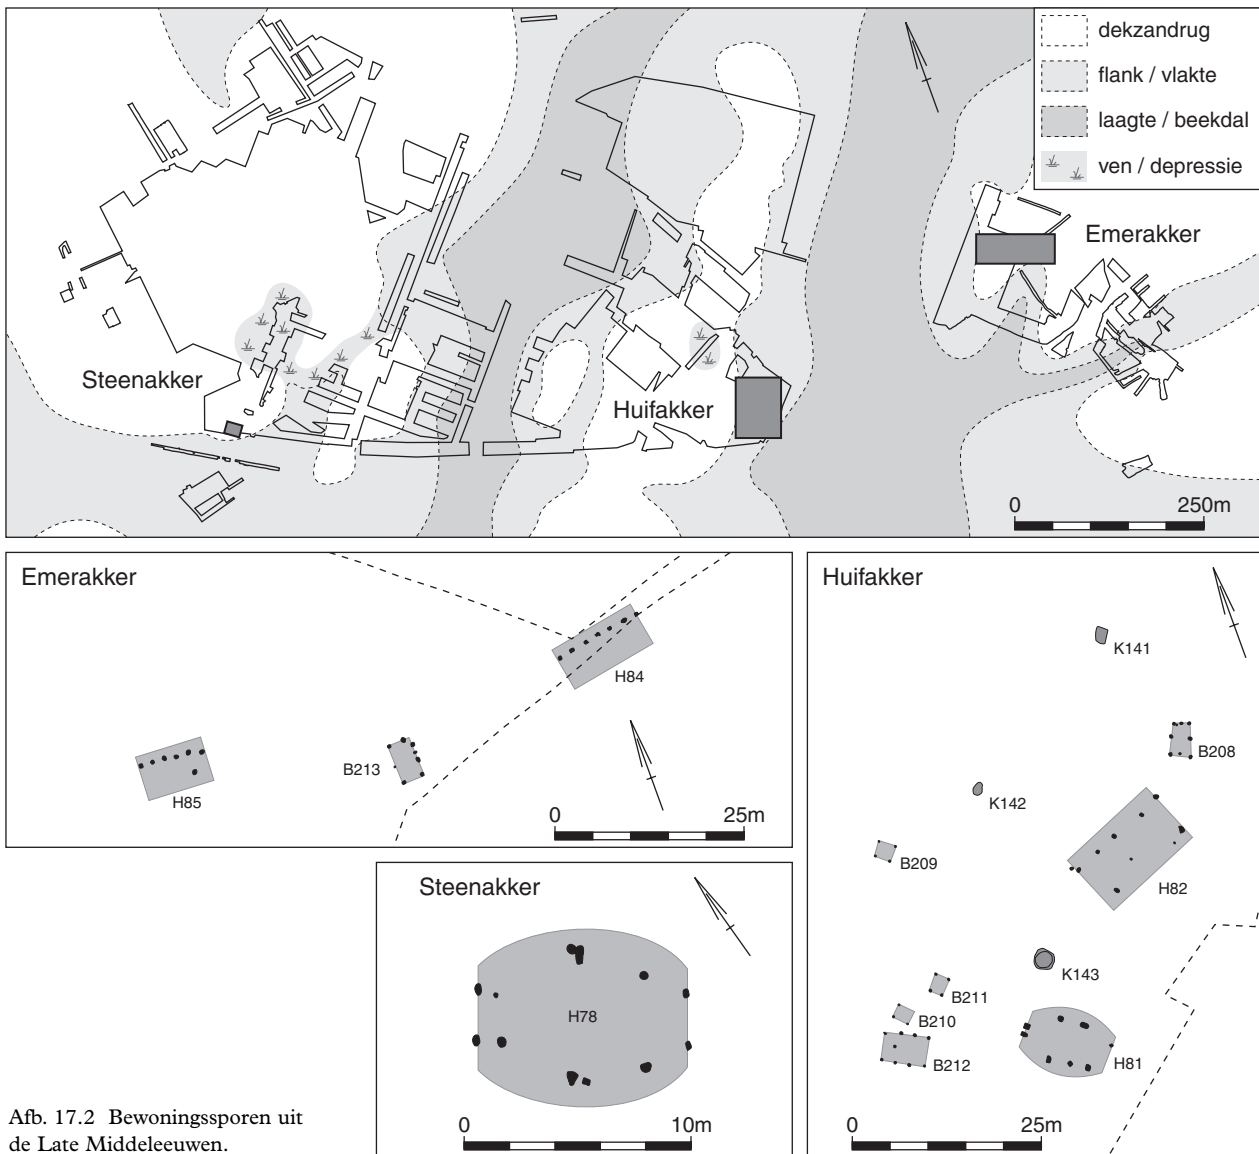 dekzandrug
flank / vlakte
laagte / beekdal
ven / depressie
Emerakker
Steenakker
Huifakker
0 250m
Emerakker
H84
B213
H85
0 25m
Steenakker
H78
0 10m
Huifakker
K141
B208
K142
B209
H82
K143
B211
B210
B212
H81
0 25m
Afb. 17.2 Bewoningssporen uit
de Late Middeleeuwen.